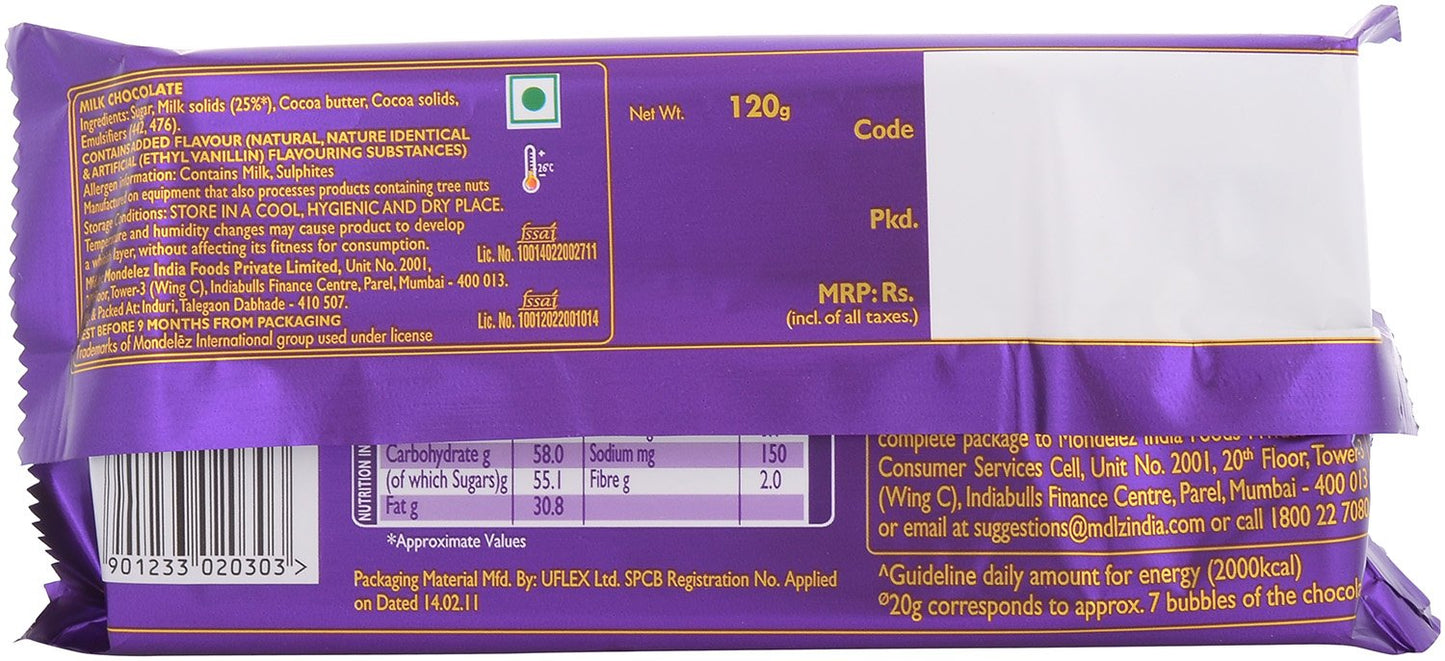 MILK CHOCOLATE
Ingredients: Sugar, Milk solids (25%*), Cocoa butter, Cocoa solids,
Emulsifiers (442, 476).
CONTAINS ADDED FLAVOUR (NATURAL, NATURE IDENTICAL
& ARTIFICIAL (ETHYL VANILLIN) FLAVOURING SUBSTANCES)
Allergen information: Contains Milk, Sulphites
Manufactured on equipment that also processes products containing tree nuts
Storage Conditions: STORE IN A COOL, HYGIENIC AND DRY PLACE.
Temperature and humidity changes may cause product to develop
a whitish layer, without affecting its fitness for consumption.
Mondelez India Foods Private Limited, Unit No. 2001,
Tower-3 (Wing C), Indiabulls Finance Centre, Parel, Mumbai - 400 013.
& Packed At: Induri, Talegaon Dabhade - 410 507.
BEST BEFORE 9 MONTHS FROM PACKAGING
Trademarks of Mondelēz International group used under license
+
26°C
fssai
Lic. No. 10014022002711
fssai
Lic. No. 10012022001014
Net Wt. 120g
Code
Pkd.
MRP: Rs.
(incl. of all taxes.)
901233 020303 >
NUTRITION IN
Carbohydrate g 58.0 Sodium mg 150
(of which Sugars)g 55.1 Fibre g 2.0
Fat g 30.8
*Approximate Values
Packaging Material Mfd. By: UFLEX Ltd. SPCB Registration No. Applied
on Dated 14.02.11
complete package to Mondelez India Foods
Consumer Services Cell, Unit No. 2001, 20th Floor, Tower-3
(Wing C), Indiabulls Finance Centre, Parel, Mumbai - 400 013
or email at suggestions@mdlzindia.com or call 1800 22 7080
^Guideline daily amount for energy (2000kcal)
ø20g corresponds to approx. 7 bubbles of the chocola